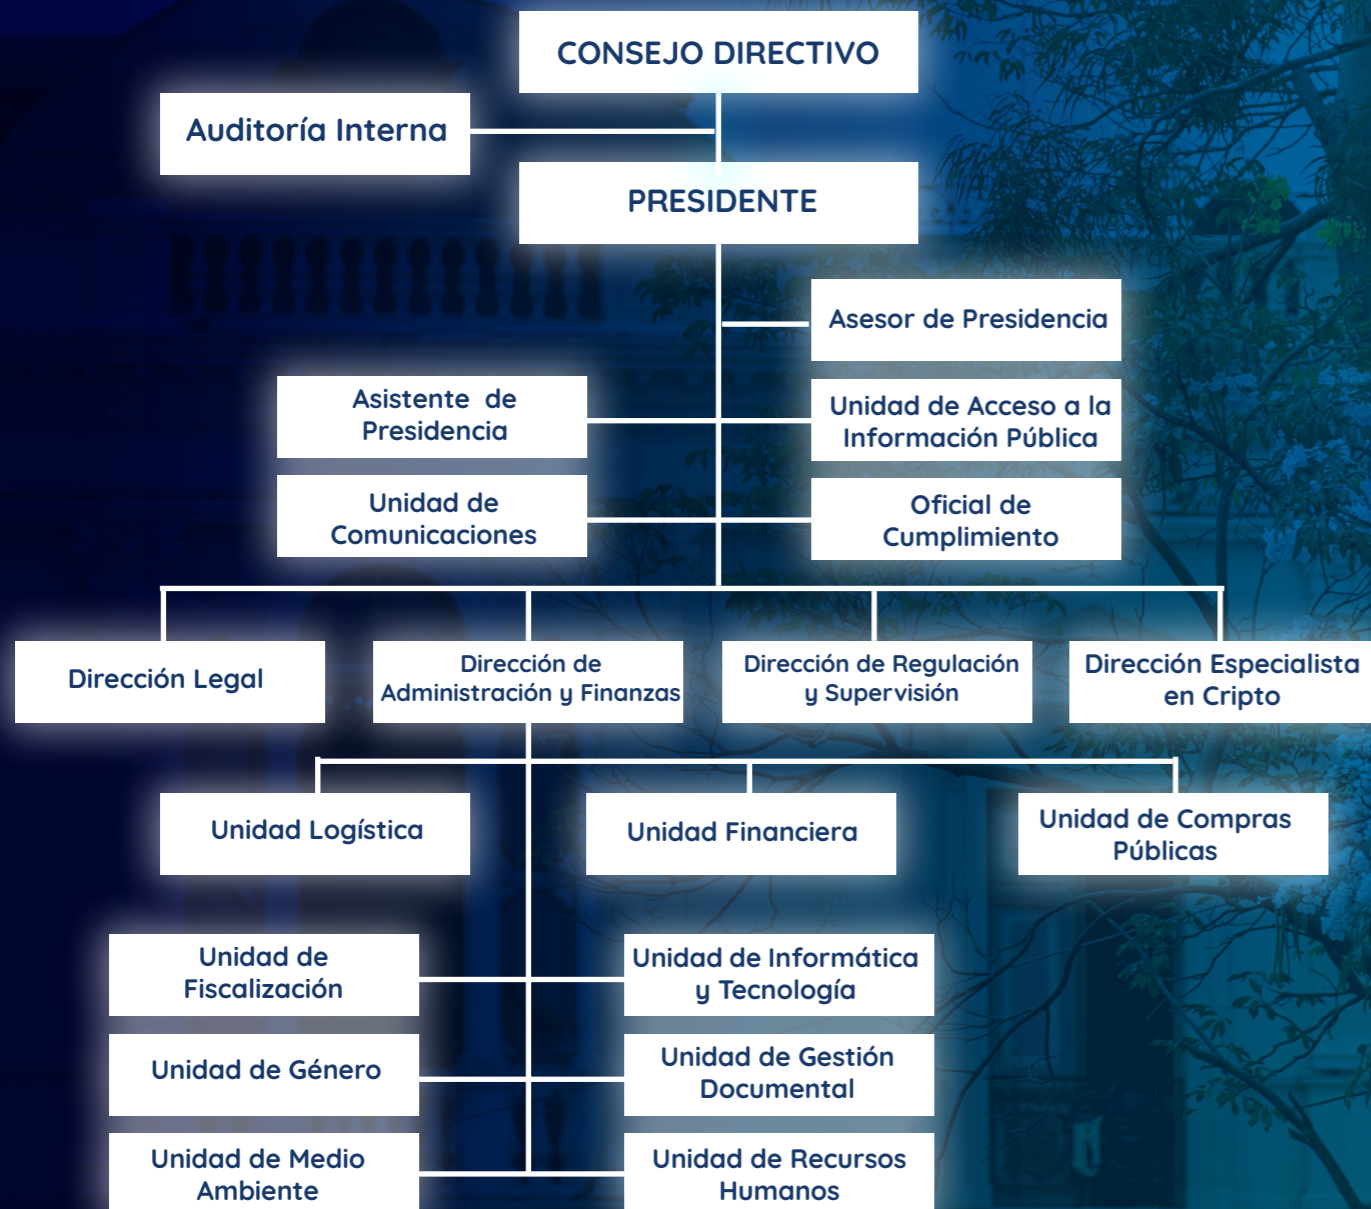 CONSEJO DIRECTIVO
Auditoría Interna
PRESIDENTE
Asesor de Presidencia
Asistente de
Presidencia
Unidad de Acceso a la
Información Pública
Unidad de
Comunicaciones
Oficial de
Cumplimiento
Dirección Legal
Dirección de
Administración y Finanzas
Dirección de Regulación
y Supervisión
Dirección Especialista
en Cripto
Unidad Logística
Unidad Financiera
Unidad de Compras
Públicas
Unidad de
Fiscalización
Unidad de Informática
y Tecnología
Unidad de Género
Unidad de Gestión
Documental
Unidad de Medio
Ambiente
Unidad de Recursos
Humanos